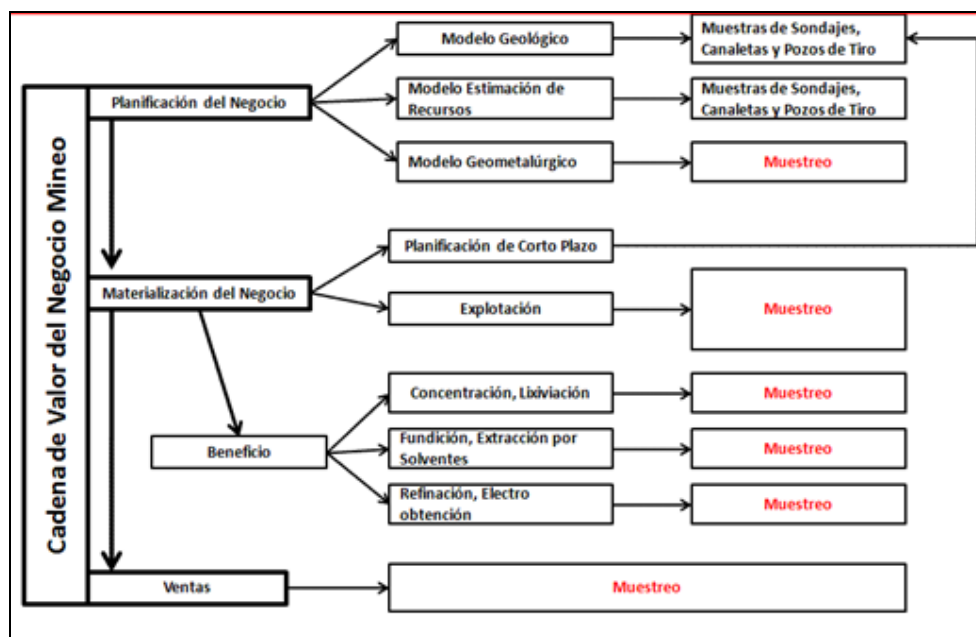 Cadena de Valor del Negocio Mineo
Planificación del Negocio
Modelo Geológico
Muestras de Sondajes,
Canaletas y Pozos de Tiro
Modelo Estimación de
Recursos
Muestras de Sondajes,
Canaletas y Pozos de Tiro
Modelo Geometalúrgico
Muestreo
Materialización del Negocio
Planificación de Corto Plazo
Explotación
Muestreo
Beneficio
Concentración, Lixiviación
Muestreo
Fundición, Extracción por
Solventes
Muestreo
Refinación, Electro
obtención
Muestreo
Ventas
Muestreo